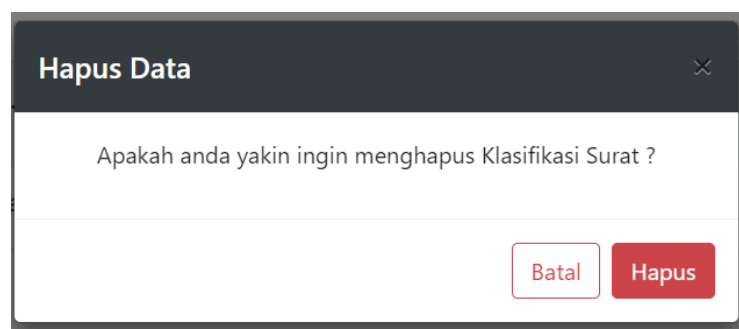 Hapus Data
Apakah anda yakin ingin menghapus Klasifikasi Surat ?
Batal
Hapus